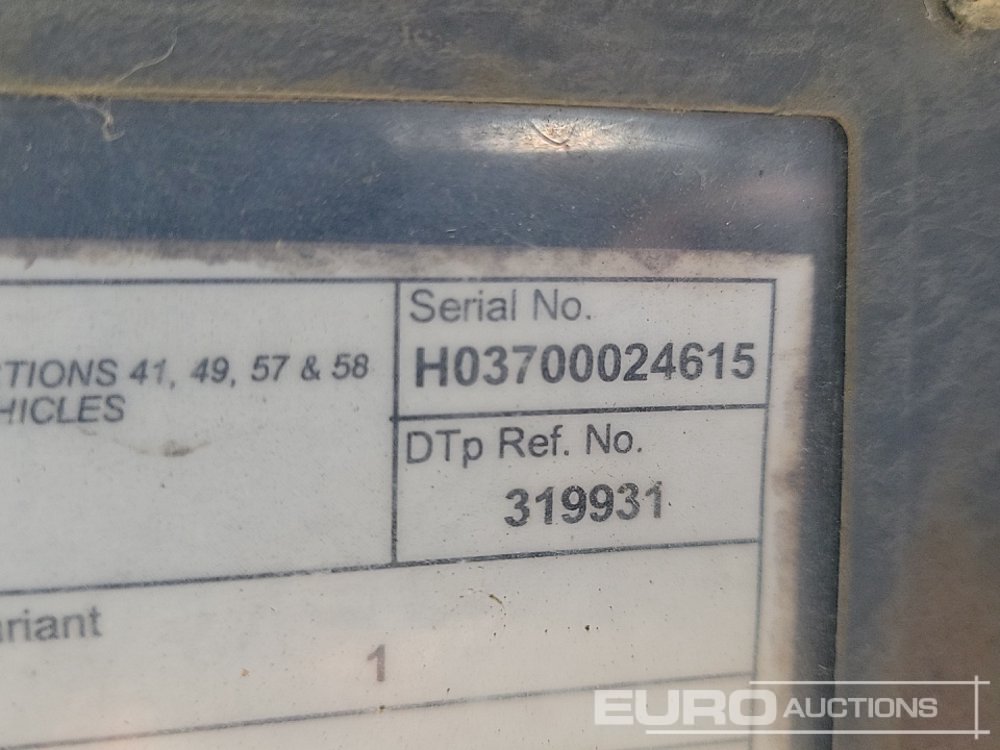 Serial No.
TIONS 41, 49, 57 & 58
H03700024615
HICLES
DTp Ref. No.
319931
ariant
1
EURO AUCTIONS